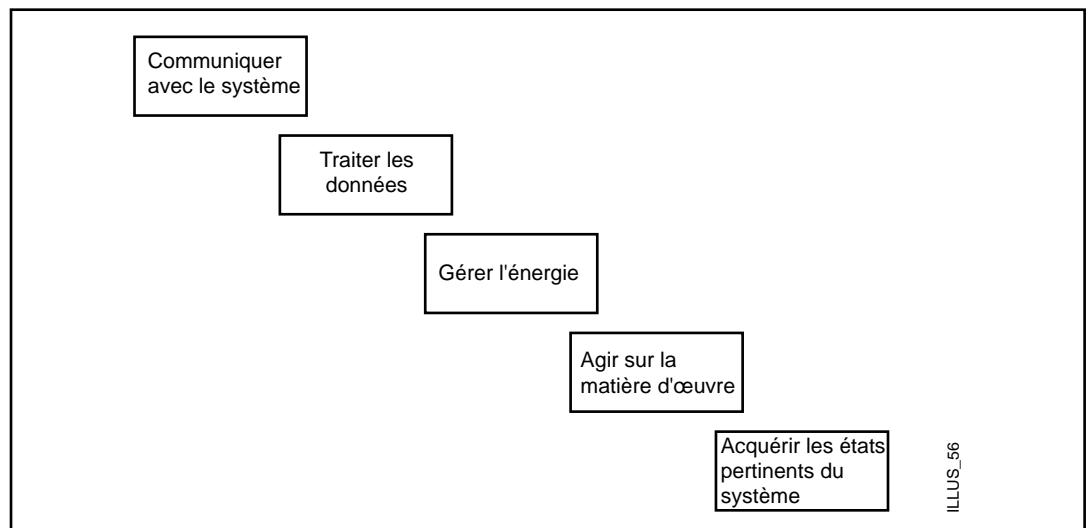 Communiquer
avec le système
Traiter les
données
Gérer l'énergie
Agir sur la
matière d'œuvre
Acquérir les états
pertinents du
système
ILLUS_56